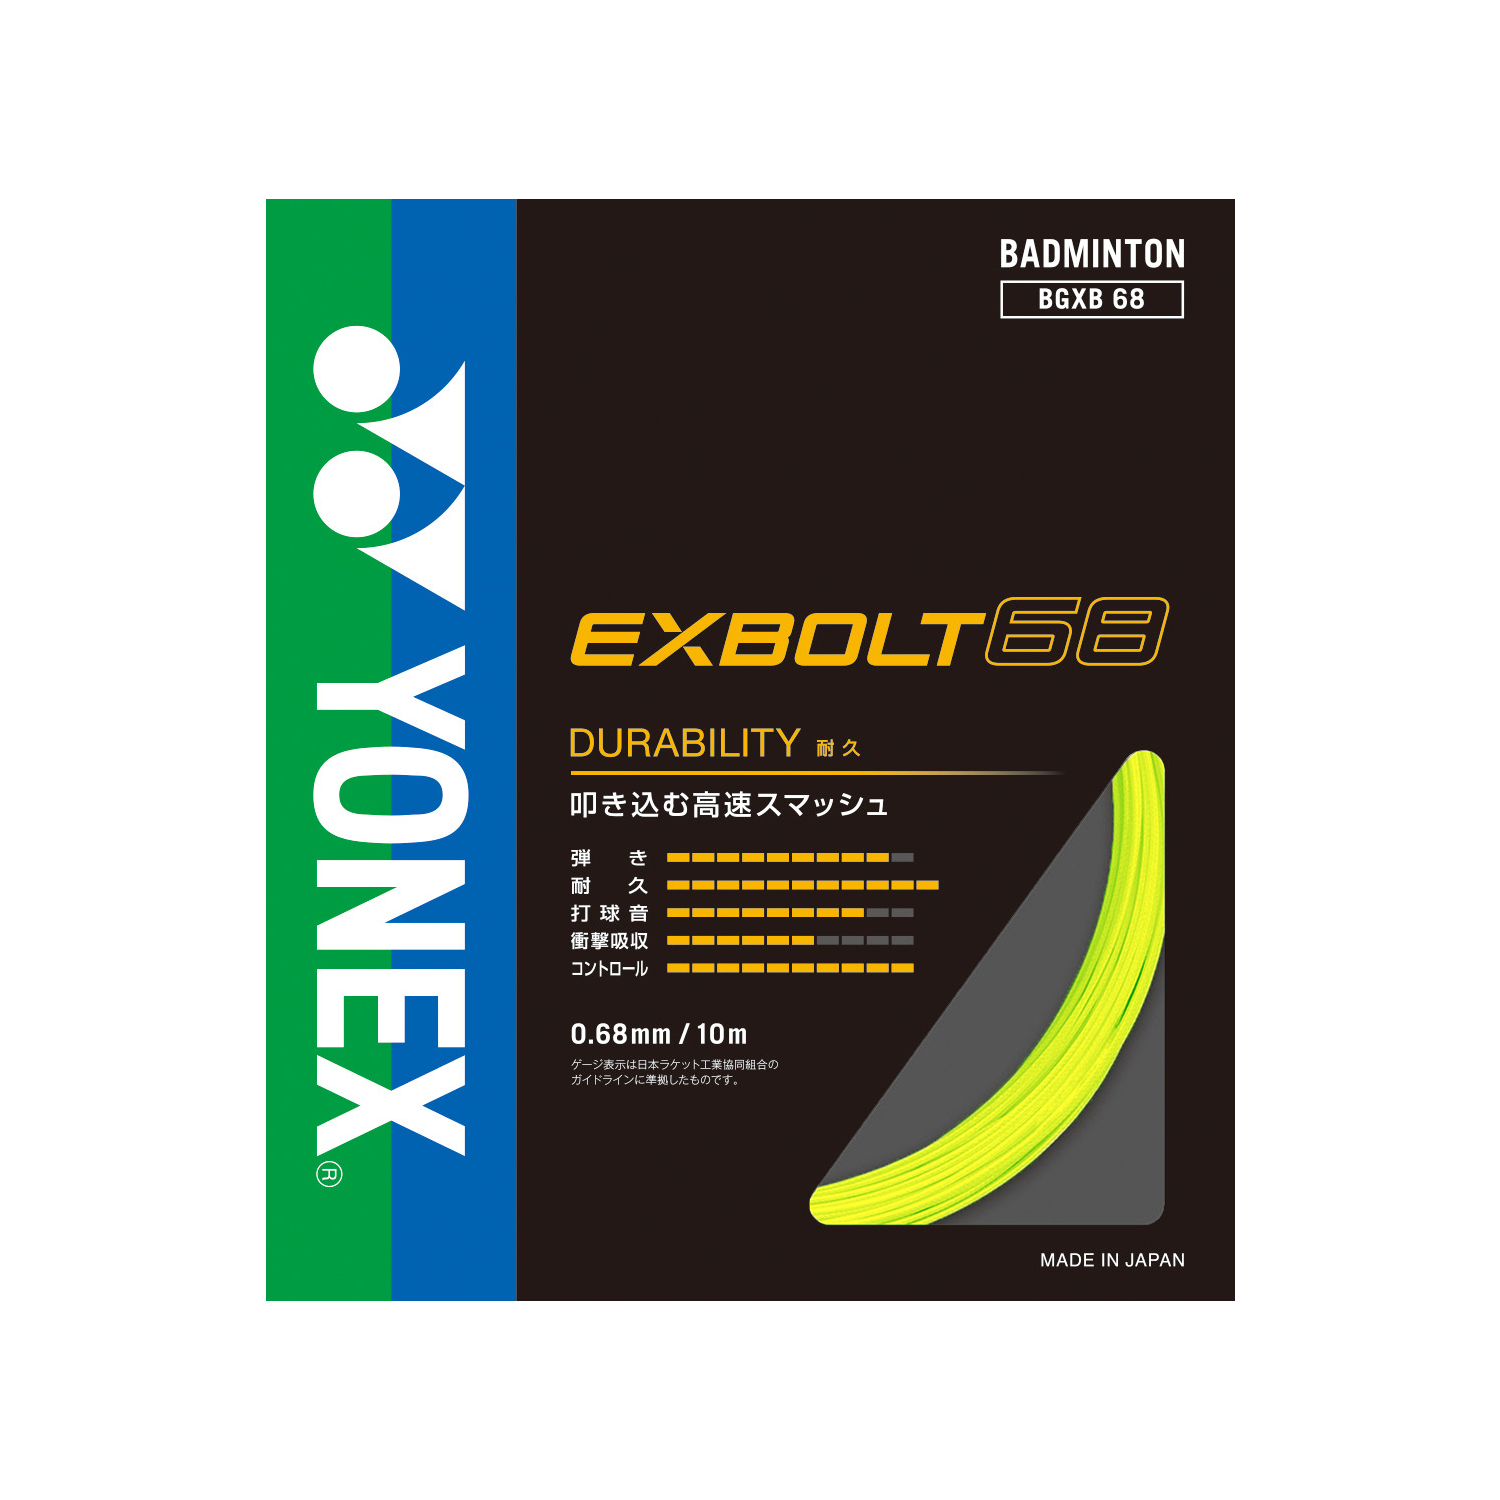 YONEX®
BADMINTON
BGXB 68
EXBOLT68
DURABILITY 耐久
叩き込む高速スマッシュ
弾き
耐久
打球音
衝撃吸収
コントロール
0.68mm / 10m
ゲージ表示は日本ラケット工業協同組合の
ガイドラインに準拠したものです。
MADE IN JAPAN